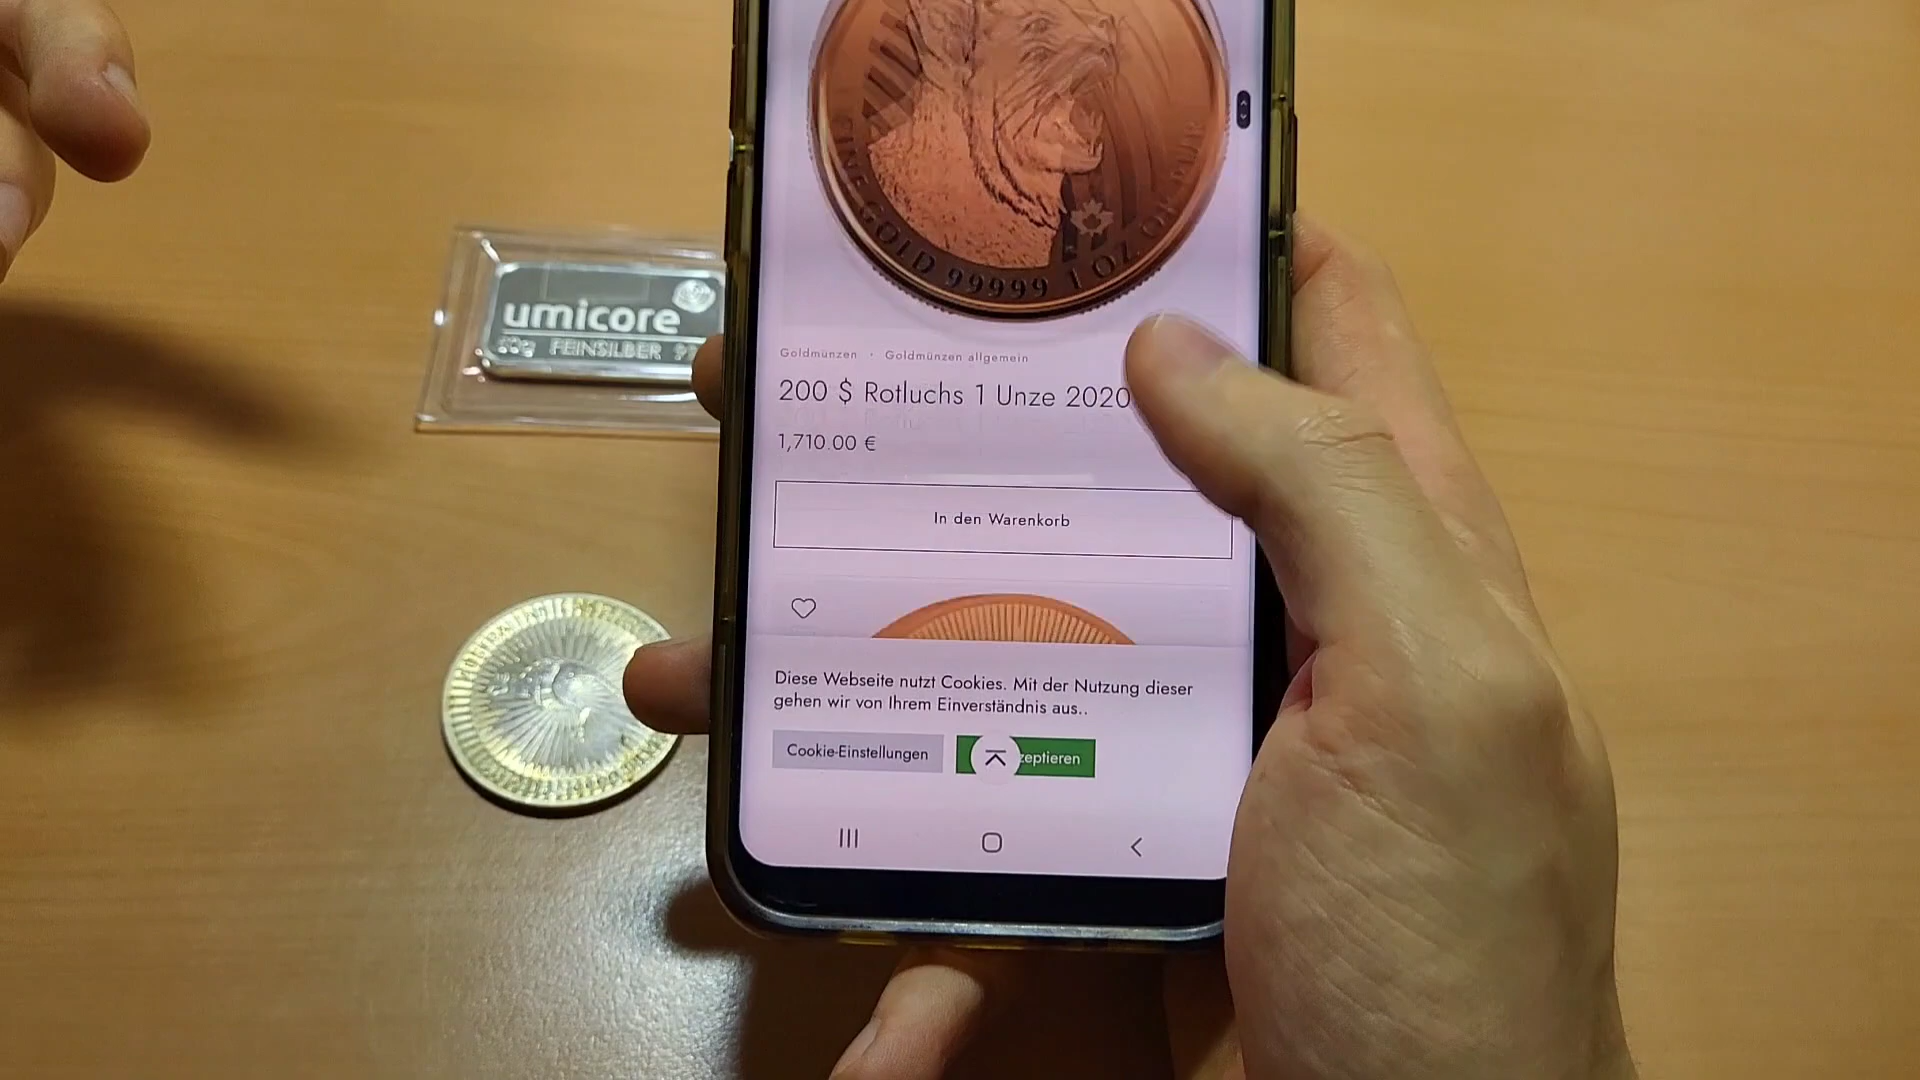 FINE GOLD 99999 1 OZ OR PUR
umicore
FEINSILBER
Goldmünzen · Goldmünzen allgemein
200 $ Rotluchs 1 Unze 2020
1,710.00 €
In den Warenkorb
Diese Webseite nutzt Cookies. Mit der Nutzung dieser
gehen wir von Ihrem Einverständnis aus..
Cookie-Einstellungen
zeptieren